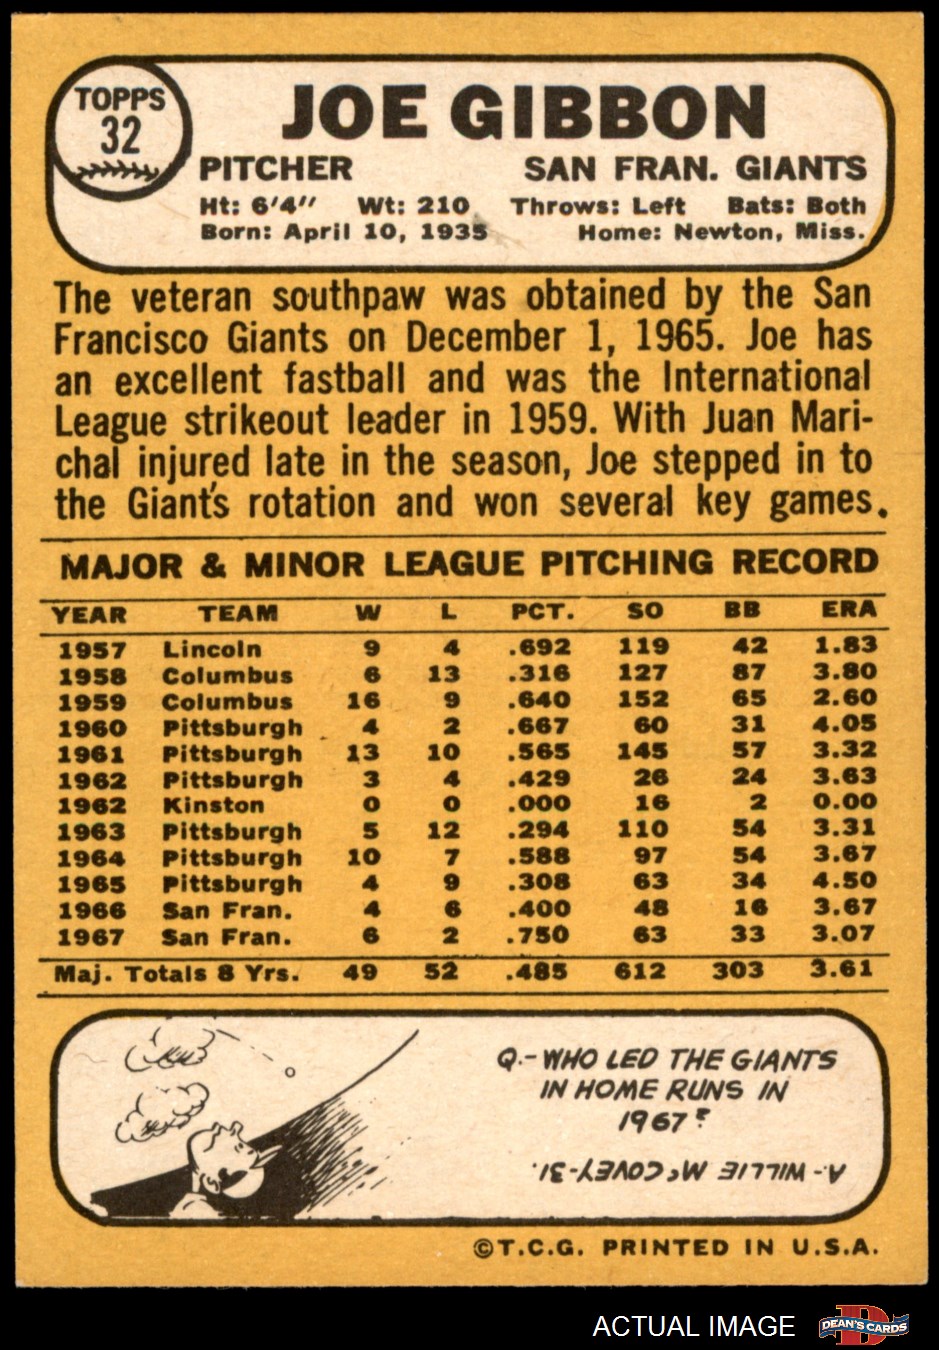 TOPPS
32
JOE GIBBON
PITCHER SAN FRAN. GIANTS
Ht: 6'4" Wt: 210 Throws: Left Bats: Both
Born: April 10, 1935 Home: Newton, Miss.
The veteran southpaw was obtained by the San
Francisco Giants on December 1, 1965. Joe has
an excellent fastball and was the International
League strikeout leader in 1959. With Juan Mari-
chal injured late in the season, Joe stepped in to
the Giant's rotation and won several key games.
MAJOR & MINOR LEAGUE PITCHING RECORD
YEAR TEAM W L PCT. SO BB ERA
1957 Lincoln 9 4 .692 119 42 1.83
1958 Columbus 6 13 .316 127 87 3.80
1959 Columbus 16 9 .640 152 65 2.60
1960 Pittsburgh 4 2 .667 60 31 4.05
1961 Pittsburgh 13 10 .565 145 57 3.32
1962 Pittsburgh 3 4 .429 26 24 3.63
1962 Kinston 0 0 .000 16 2 0.00
1963 Pittsburgh 5 12 .294 110 54 3.31
1964 Pittsburgh 10 7 .588 97 54 3.67
1965 Pittsburgh 4 9 .308 63 34 4.50
1966 San Fran. 4 6 .400 48 16 3.67
1967 San Fran. 6 2 .750 63 33 3.07
Maj. Totals 8 Yrs. 49 52 .485 612 303 3.61
Q.-WHO LED THE GIANTS
IN HOME RUNS IN
1967?
A.-WILLIE McCOVEY-31.
©T.C.G. PRINTED IN U.S.A.
ACTUAL IMAGE
D
DEAN'S CARDS